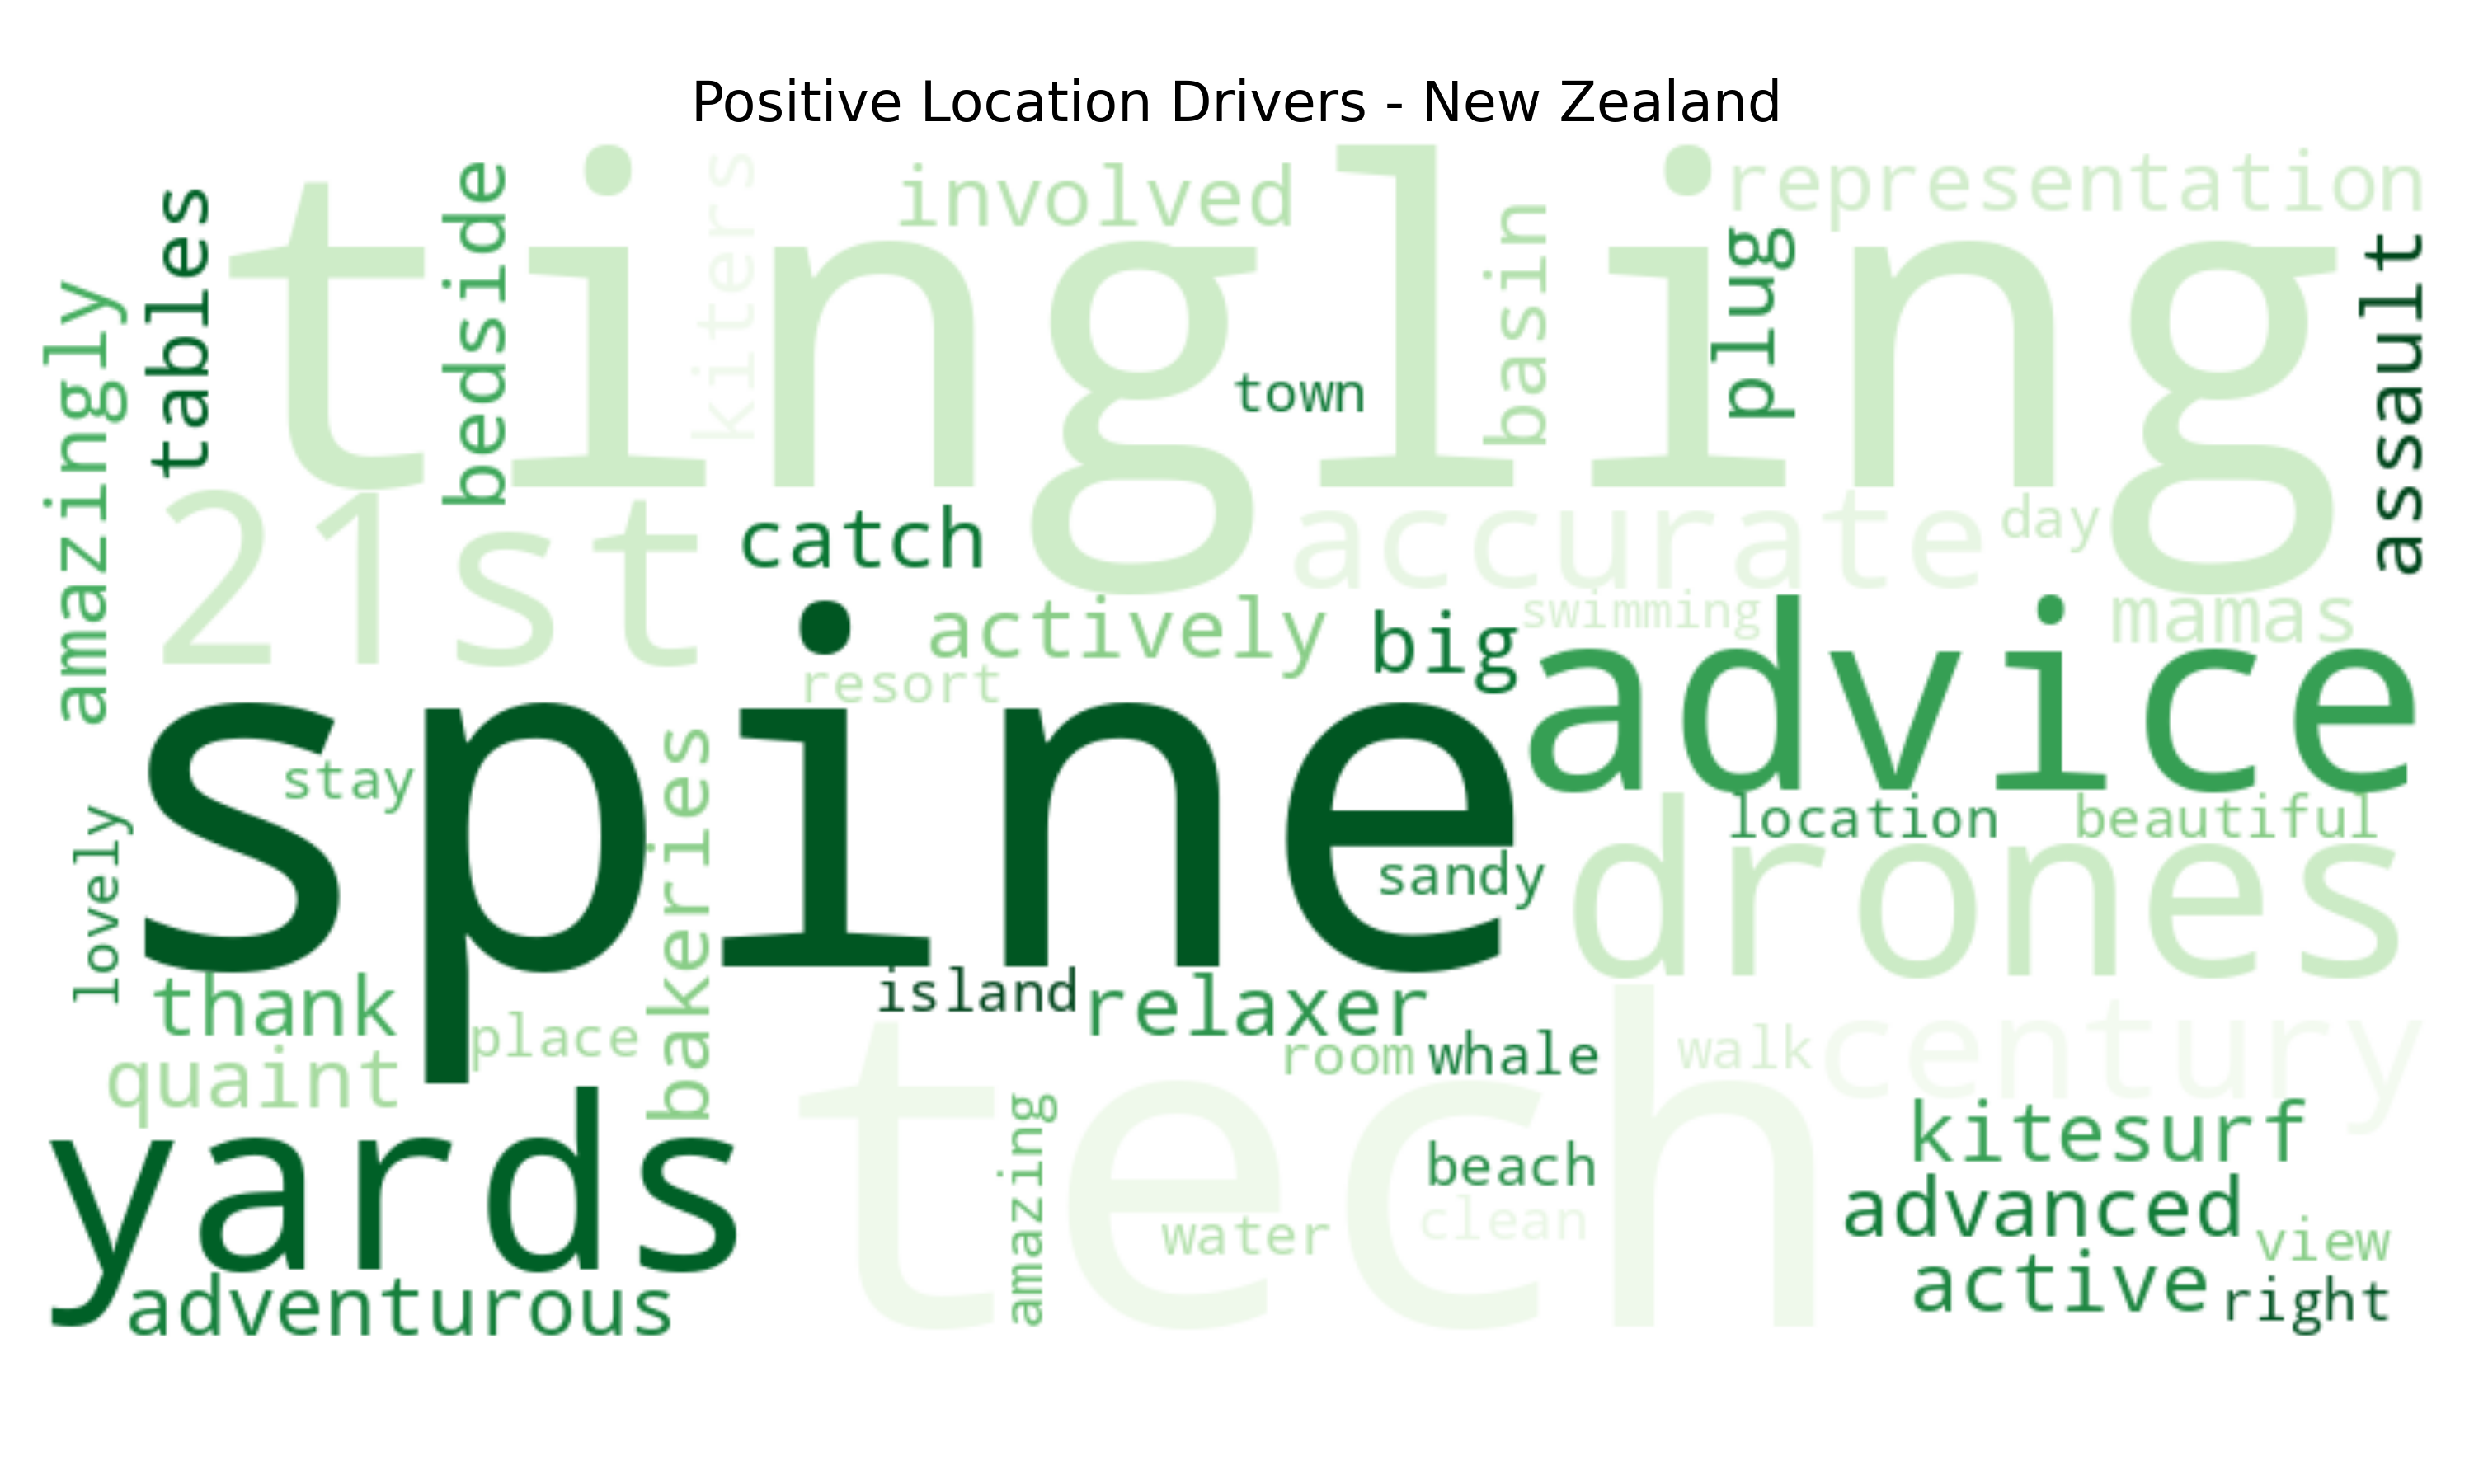 Positive Location Drivers - New Zealand
tingling
involved
representation
kiters
bedside
tables
amazingly
basin
plug
assault
town
21st
catch
accurate
day
actively
big
swimming
mamas
resort
spine
advice
stay
bakeries
lovely
location
beautiful
sandy
drones
thank
island
relaxer
place
quaint
room
whale
walk
century
yards
tech
amazing
beach
water
clean
kitesurf
advanced
view
active
right
adventurous